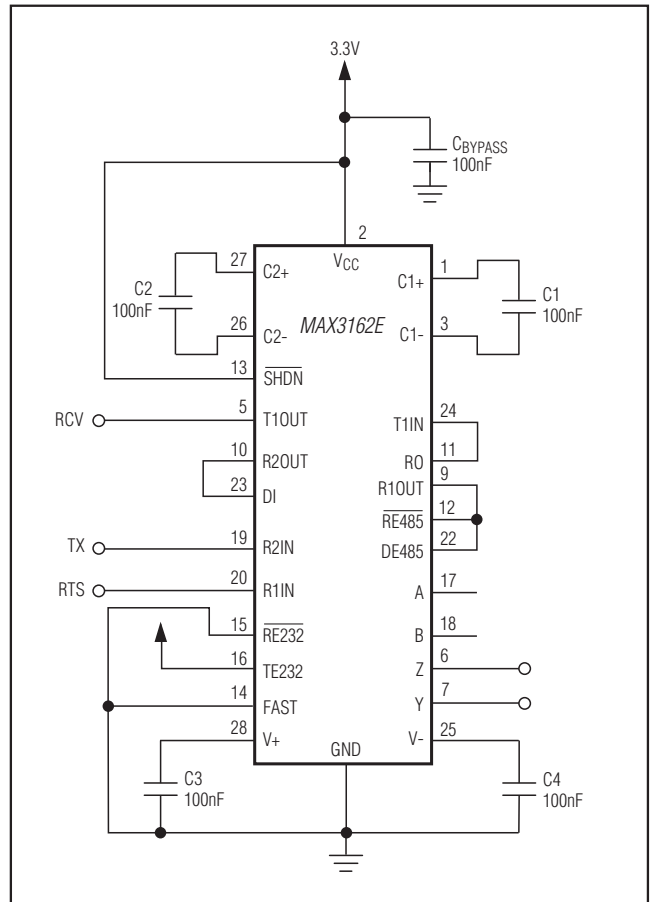 3.3V
CBYPASS
100nF
2
VCC
27
C2+
1
C1+
C2
100nF
C1
100nF
26
C2-
MAX3162E
3
C1-
13
SHDN
5
RCV
T1OUT
24
T1IN
10
R2OUT
11
RO
23
DI
9
R1OUT
12
RE485
22
DE485
TX
19
R2IN
RTS
20
R1IN
17
A
15
RE232
18
B
16
TE232
6
Z
14
FAST
7
Y
28
V+
25
V-
GND
C3
100nF
C4
100nF